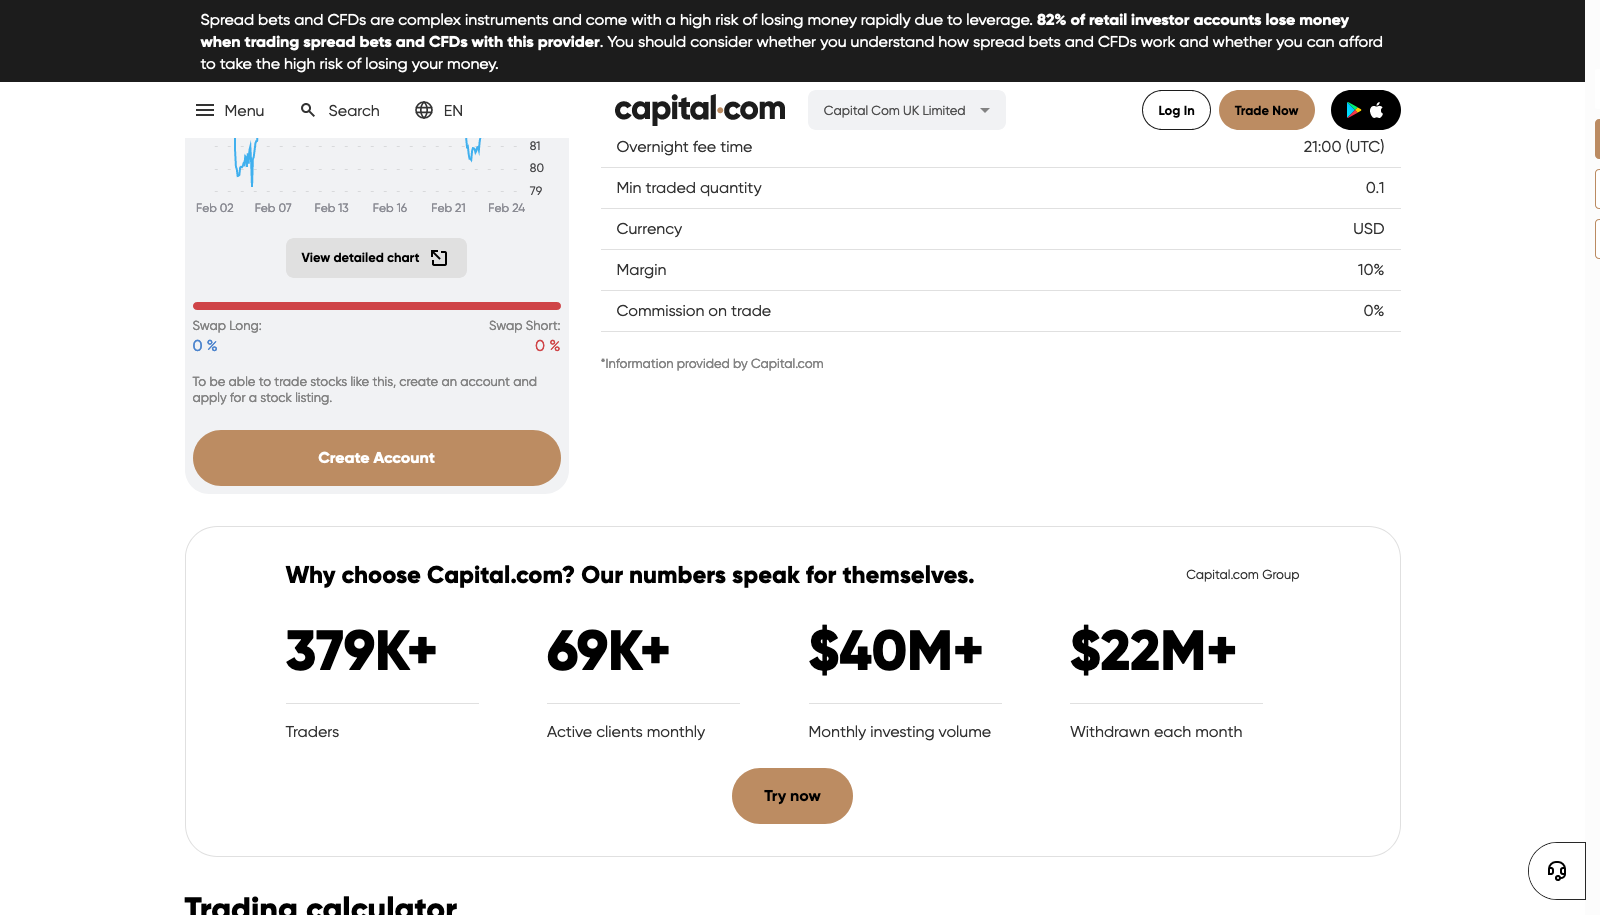 Spread bets and CFDs are complex instruments and come with a high risk of losing money rapidly due to leverage. 82% of retail investor accounts lose money
when trading spread bets and CFDs with this provider. You should consider whether you understand how spread bets and CFDs work and whether you can afford
to take the high risk of losing your money.
Menu
Search
EN
capital.com
Capital Com UK Limited
Log In
Trade Now
81
80
79
Feb 02
Feb 07
Feb 13
Feb 16
Feb 21
Feb 24
View detailed chart
Swap Long:
Swap Short:
0 %
0 %
To be able to trade stocks like this, create an account and
apply for a stock listing.
Create Account
Overnight fee time
21:00 (UTC)
Min traded quantity
0.1
Currency
USD
Margin
10%
Commission on trade
0%
*Information provided by Capital.com
Why choose Capital.com? Our numbers speak for themselves.
Capital.com Group
379K+
69K+
$40M+
$22M+
Traders
Active clients monthly
Monthly investing volume
Withdrawn each month
Try now
Trading calculator